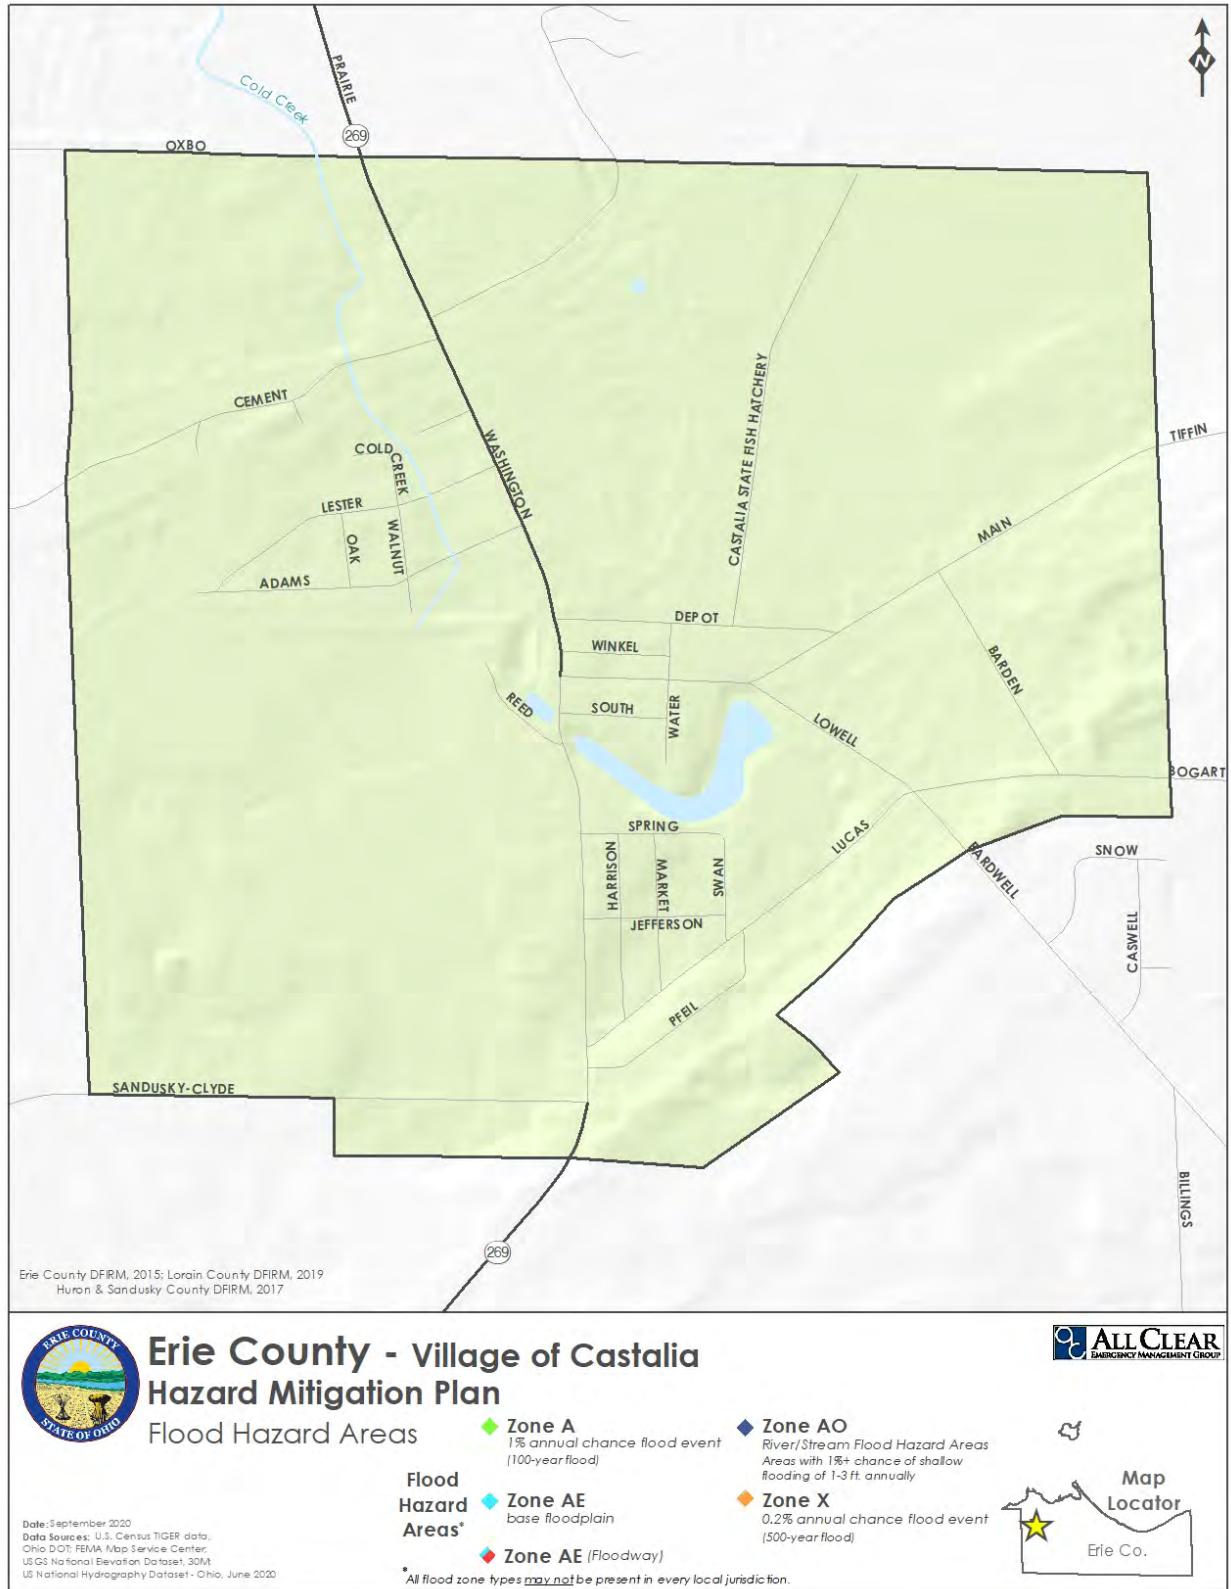 N
PRAIRIE
Cold Creek
269
OXBO
CEMENT
TIFFIN
COLD
CREEK
WASHINGTON
CASTALIA STATE FISH HATCHERY
LESTER
OAK
WALNUT
MAIN
ADAMS
DEPOT
WINKEL
BARDEN
REED
SOUTH
WATER
LOWELL
BOGART
SPRING
LUCAS
BARDWELL
SNOW
HARRISON
MARKET
SWAN
JEFFERSON
CASWELL
PFEIL
SANDUSKY-CLYDE
BILLINGS
269
Erie County DFIRM, 2015; Lorain County DFIRM, 2019
Huron & Sandusky County DFIRM, 2017
ERIE COUNTY
STATE OF OHIO
Erie County - Village of Castalia
Hazard Mitigation Plan
Flood Hazard Areas
ALL CLEAR
EMERGENCY MANAGEMENT GROUP
Flood
Hazard
Areas*
Zone A
1% annual chance flood event
(100-year flood)
Zone AE
base floodplain
Zone AE (Floodway)
Zone AO
River/Stream Flood Hazard Areas
Areas with 1%+ chance of shallow
flooding of 1-3 ft. annually
Zone X
0.2% annual chance flood event
(500-year flood)
*All flood zone types may not be present in every local jurisdiction.
Map
Locator
Erie Co.
Date: September 2020
Data Sources: U.S. Census TIGER data,
Ohio DOT; FEMA Map Service Center;
USGS National Elevation Dataset, 30M;
US National Hydrography Dataset - Ohio, June 2020